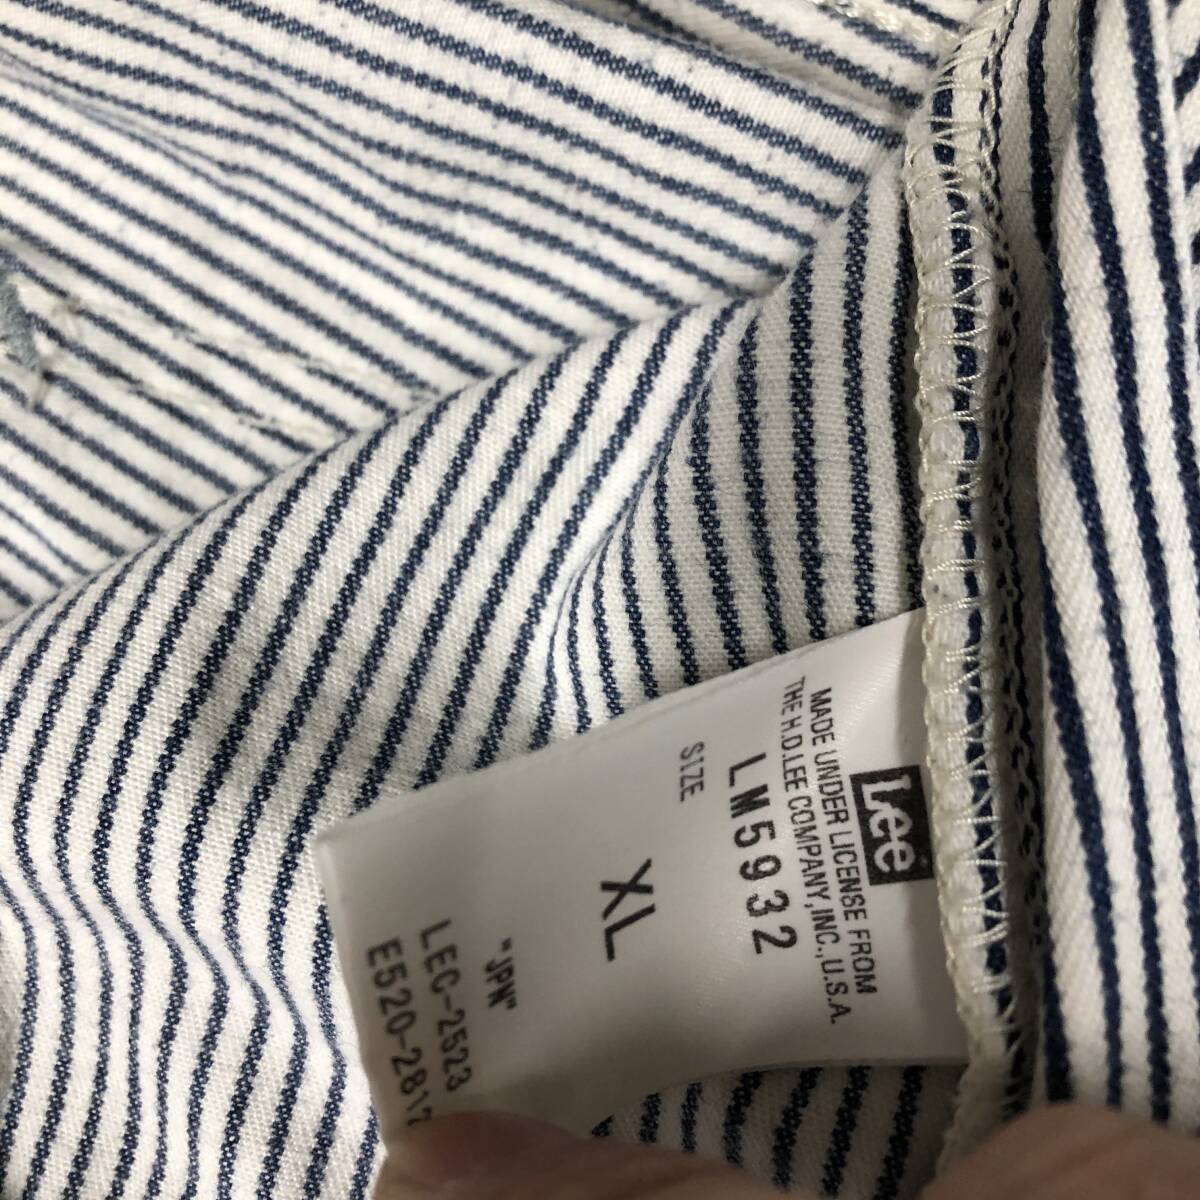 Lee
MADE UNDER LICENSE FROM
THE H.D.LEE COMPANY,INC.,U.S.A.
LM5932
SIZE
XL
"JPN"
LEC-2523